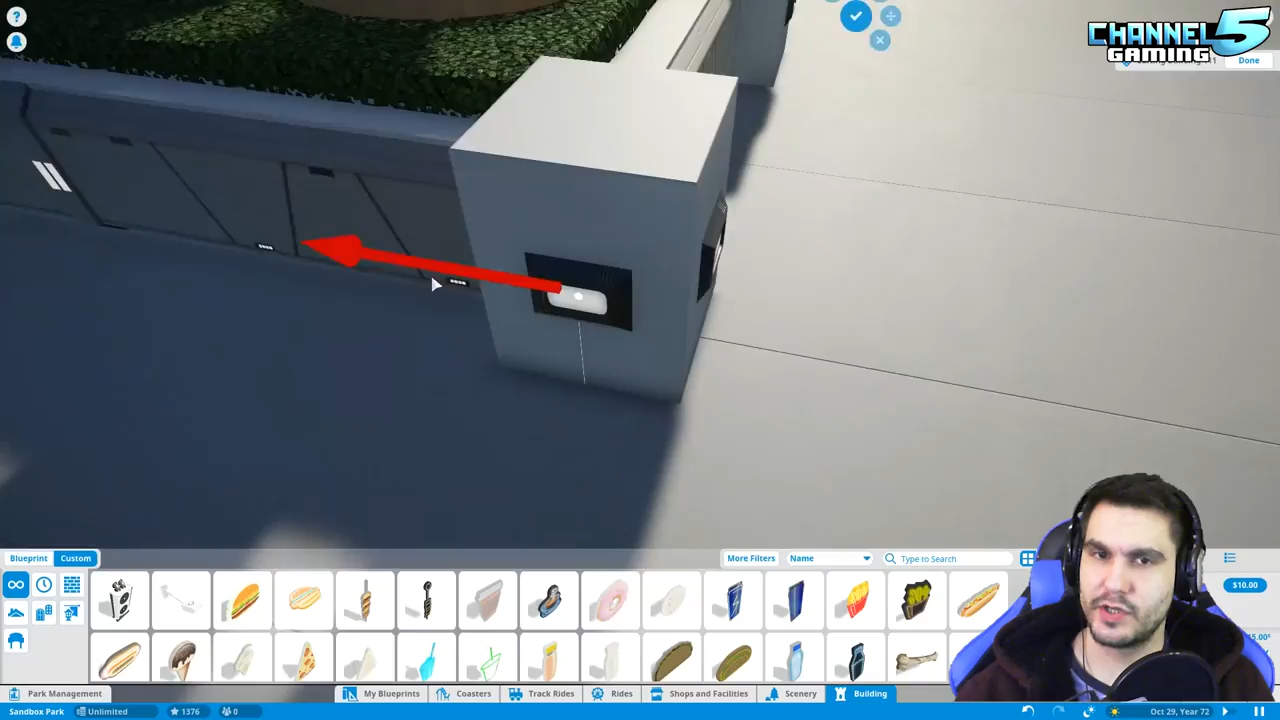 CHANNEL 5
GAMING
Done
Blueprint
Custom
More Filters
Name
Type to Search
$10.00
Park Management
My Blueprints
Coasters
Track Rides
Rides
Shops and Facilities
Scenery
Building
Sandbox Park
Unlimited
1376
0
Oct 29, Year 72